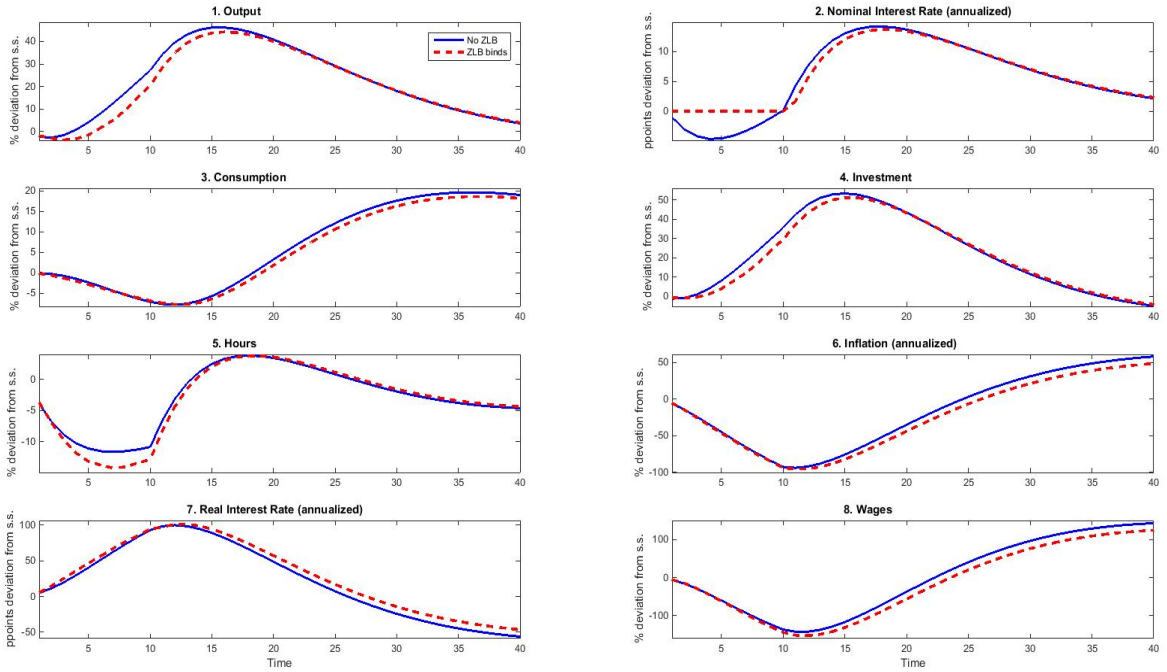 1. Output
% deviation from s.s.
40
30
20
10
0
No ZLB
ZLB binds
5 10 15 20 25 30 35 40
2. Nominal Interest Rate (annualized)
ppoints deviation from s.s.
10
5
0
5 10 15 20 25 30 35 40
3. Consumption
% deviation from s.s.
20
15
10
5
0
-5
5 10 15 20 25 30 35 40
4. Investment
% deviation from s.s.
50
40
30
20
10
0
5 10 15 20 25 30 35 40
5. Hours
% deviation from s.s.
0
-5
-10
5 10 15 20 25 30 35 40
6. Inflation (annualized)
% deviation from s.s.
50
0
-50
-100
5 10 15 20 25 30 35 40
7. Real Interest Rate (annualized)
ppoints deviation from s.s.
100
50
0
-50
5 10 15 20 25 30 35 40
Time
8. Wages
% deviation from s.s.
100
0
-100
5 10 15 20 25 30 35 40
Time